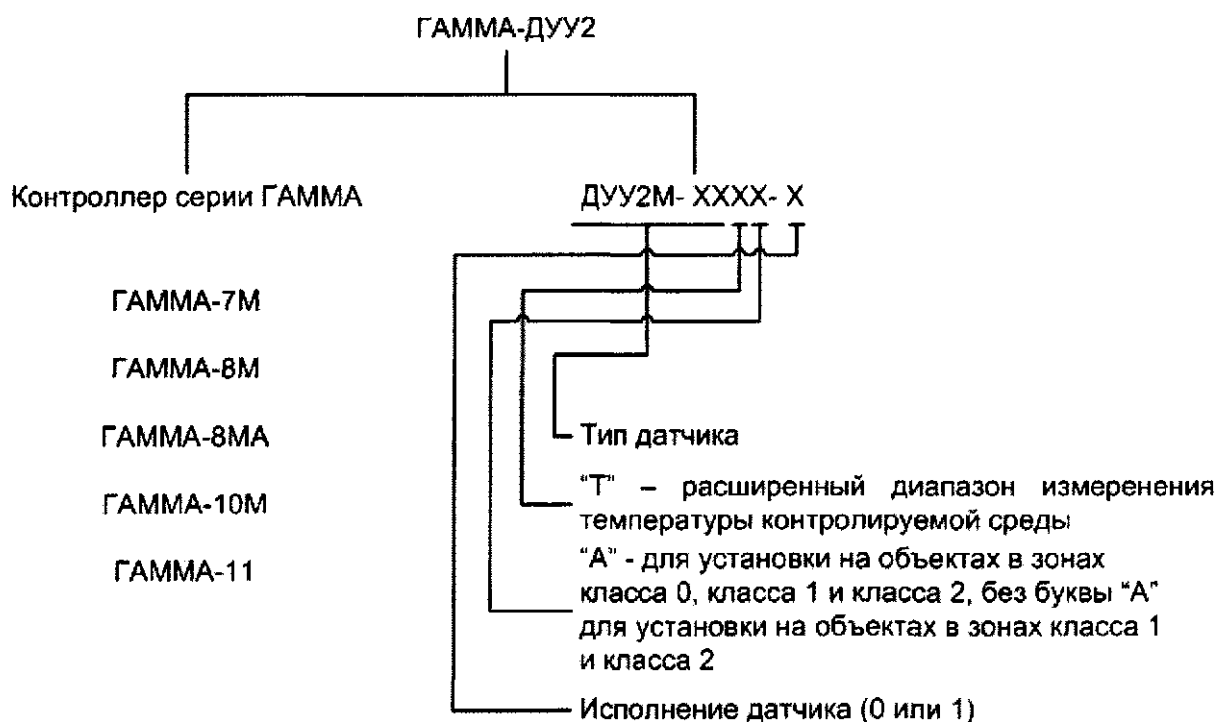 ГАММА-ДУУ2
Контроллер серии ГАММА
ДУУ2М- ХХХХ- Х
ГАММА-7М
ГАММА-8М
ГАММА-8МА
ГАММА-10М
ГАММА-11
Тип датчика
"Т" – расширенный диапазон измеренения
температуры контролируемой среды
"А" - для установки на объектах в зонах
класса 0, класса 1 и класса 2, без буквы "А"
для установки на объектах в зонах класса 1
и класса 2
Исполнение датчика (0 или 1)